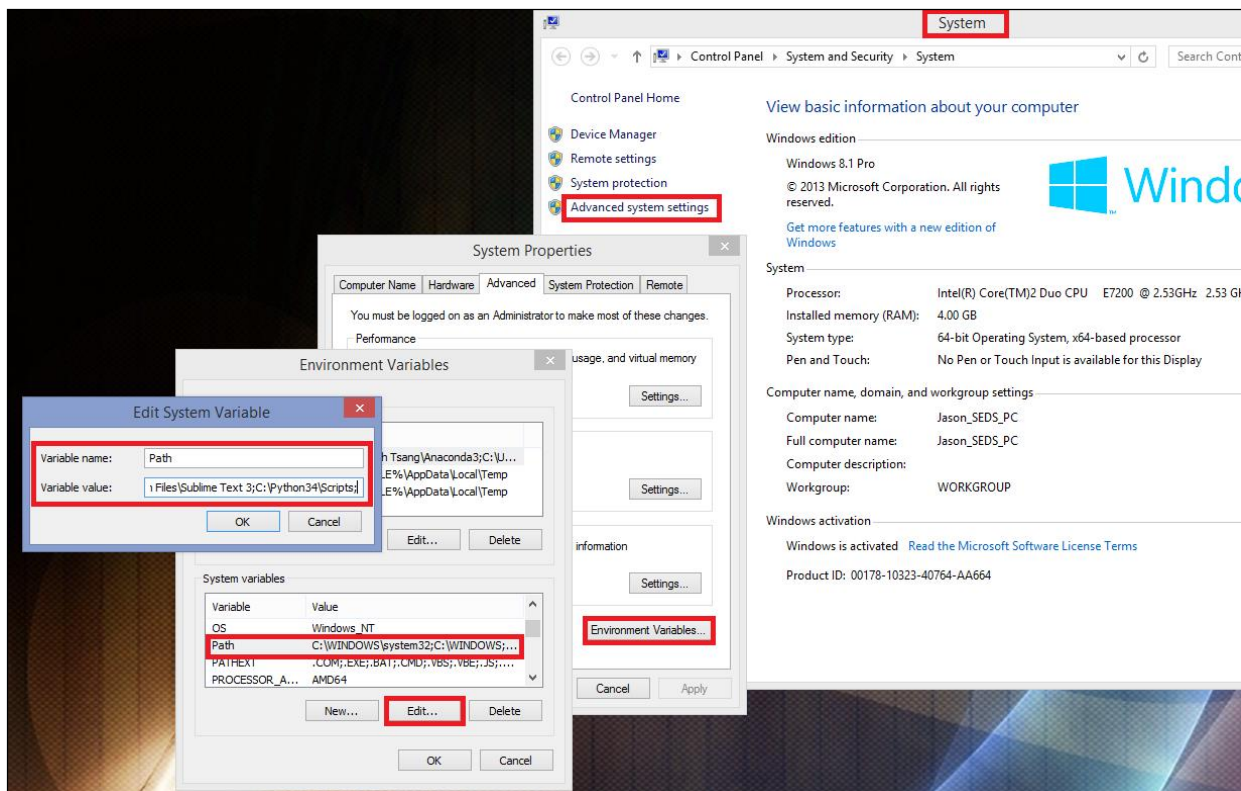 System
Control Panel System and Security System
Search Cont
Control Panel Home
Device Manager
Remote settings
System protection
Advanced system settings
View basic information about your computer
Windows edition
Windows 8.1 Pro
© 2013 Microsoft Corporation. All rights
reserved.
Get more features with a new edition of
Windows
Windo
System
Processor: Intel(R) Core(TM)2 Duo CPU E7200 @ 2.53GHz 2.53 GH
Installed memory (RAM): 4.00 GB
System type: 64-bit Operating System, x64-based processor
Pen and Touch: No Pen or Touch Input is available for this Display
Computer name, domain, and workgroup settings
Computer name: Jason_SEDS_PC
Full computer name: Jason_SEDS_PC
Computer description:
Workgroup: WORKGROUP
Windows activation
Windows is activated Read the Microsoft Software License Terms
Product ID: 00178-10323-40764-AA664
System Properties
Computer Name Hardware Advanced System Protection Remote
You must be logged on as an Administrator to make most of these changes.
Performance
usage, and virtual memory
Settings...
Settings...
information
Settings...
Environment Variables...
Cancel Apply
Environment Variables
h Tsang\Anaconda3;C:\U...
LE%\AppData\Local\Temp
LE%\AppData\Local\Temp
Edit... Delete
System variables
Variable Value
OS Windows_NT
Path C:\WINDOWS\system32;C:\WINDOWS;...
PATHEXT .COM;.EXE;.BAT;.CMD;.VBS;.VBE;.JS;....
PROCESSOR_A... AMD64
New... Edit... Delete
OK Cancel
Edit System Variable
Variable name: Path
Variable value: Files\Sublime Text 3;C:\Python34\Scripts;
OK Cancel